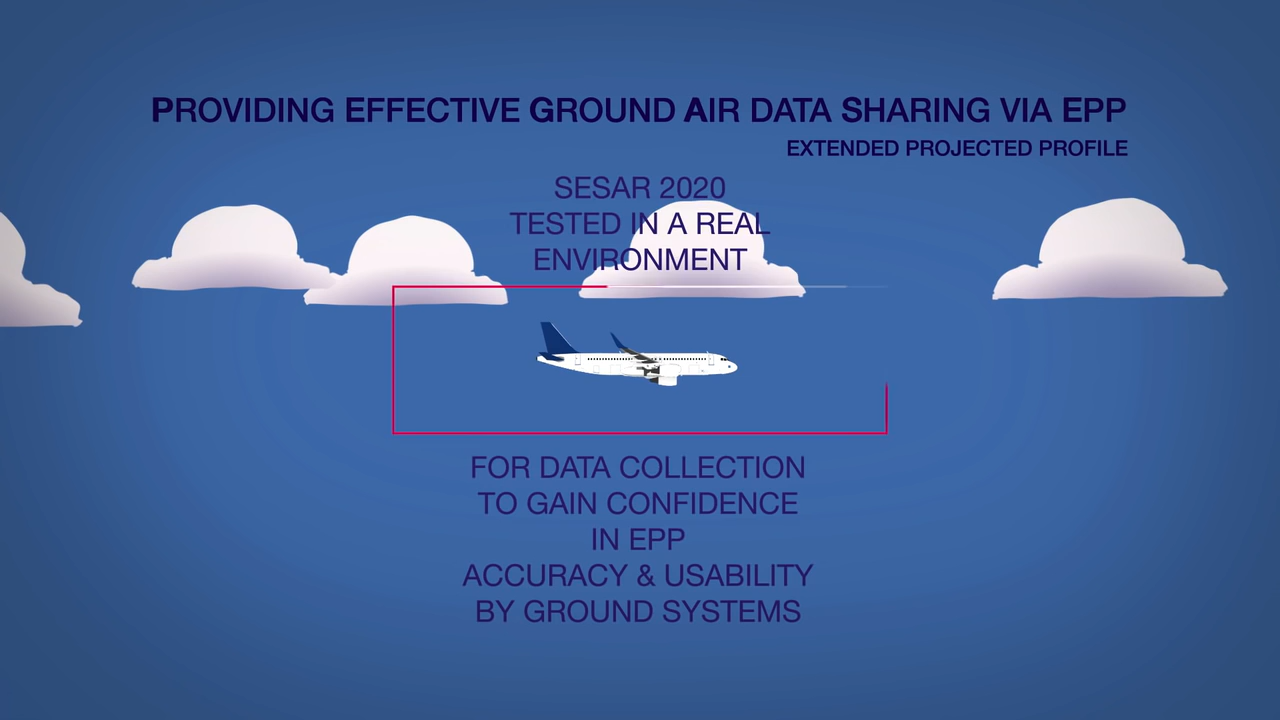 PROVIDING EFFECTIVE GROUND AIR DATA SHARING VIA EPP
EXTENDED PROJECTED PROFILE
SESAR 2020
TESTED IN A REAL
ENVIRONMENT
FOR DATA COLLECTION
TO GAIN CONFIDENCE
IN EPP
ACCURACY & USABILITY
BY GROUND SYSTEMS